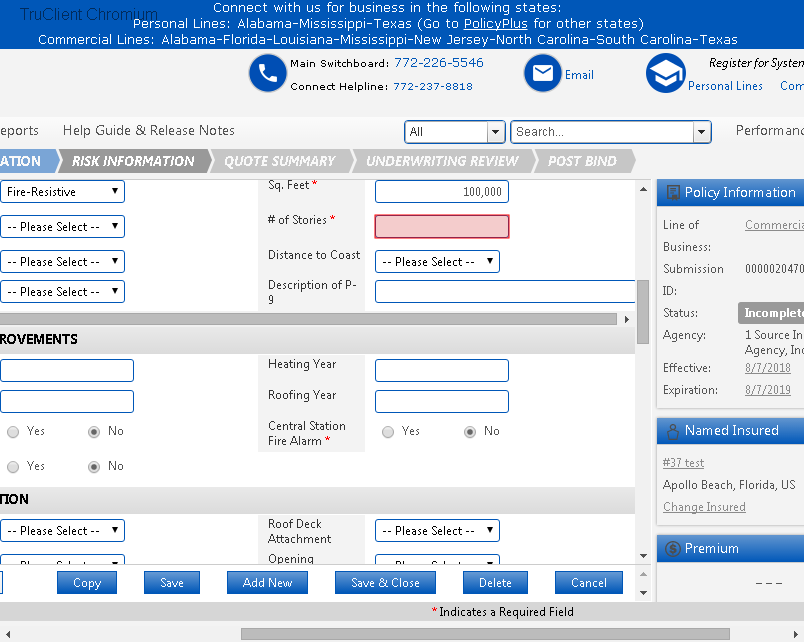 TruClient Chromium
Connect with us for business in the following states:
Personal Lines: Alabama-Mississippi-Texas (Go to PolicyPlus for other states)
Commercial Lines: Alabama-Florida-Louisiana-Mississippi-New Jersey-North Carolina-South Carolina-Texas
Main Switchboard: 772-226-5546
Connect Helpline: 772-237-8818
Email
Register for System
Personal Lines Com
eports Help Guide & Release Notes All Search... Performanc
ATION RISK INFORMATION QUOTE SUMMARY UNDERWRITING REVIEW POST BIND
Fire-Resistive Sq. Feet * 100,000
-- Please Select -- # of Stories *
-- Please Select -- Distance to Coast -- Please Select --
-- Please Select -- Description of P-
9
ROVEMENTS
Heating Year
Roofing Year
Yes No Central Station
Fire Alarm * Yes No
Yes No
TION
-- Please Select -- Roof Deck
Attachment -- Please Select --
-- Please Select -- Opening -- Please Select --
Copy Save Add New Save & Close Delete Cancel
* Indicates a Required Field
Policy Information
Line of
Business: Commercia
Submission
ID: 0000020470
Status: Incomplete
Agency: 1 Source In
Agency, Inc
Effective: 8/7/2018
Expiration: 8/7/2019
Named Insured
#37 test
Apollo Beach, Florida, US
Change Insured
Premium
---